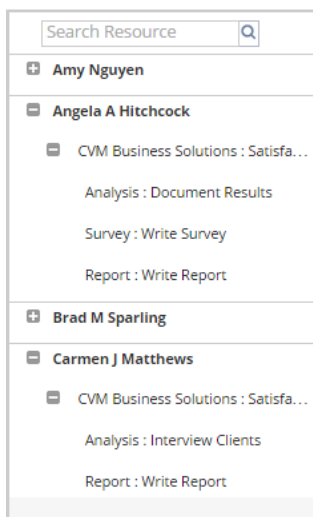 Search Resource
Amy Nguyen
Angela A Hitchcock
CVM Business Solutions : Satisfa...
Analysis : Document Results
Survey : Write Survey
Report : Write Report
Brad M Sparling
Carmen J Matthews
CVM Business Solutions : Satisfa...
Analysis : Interview Clients
Report : Write Report